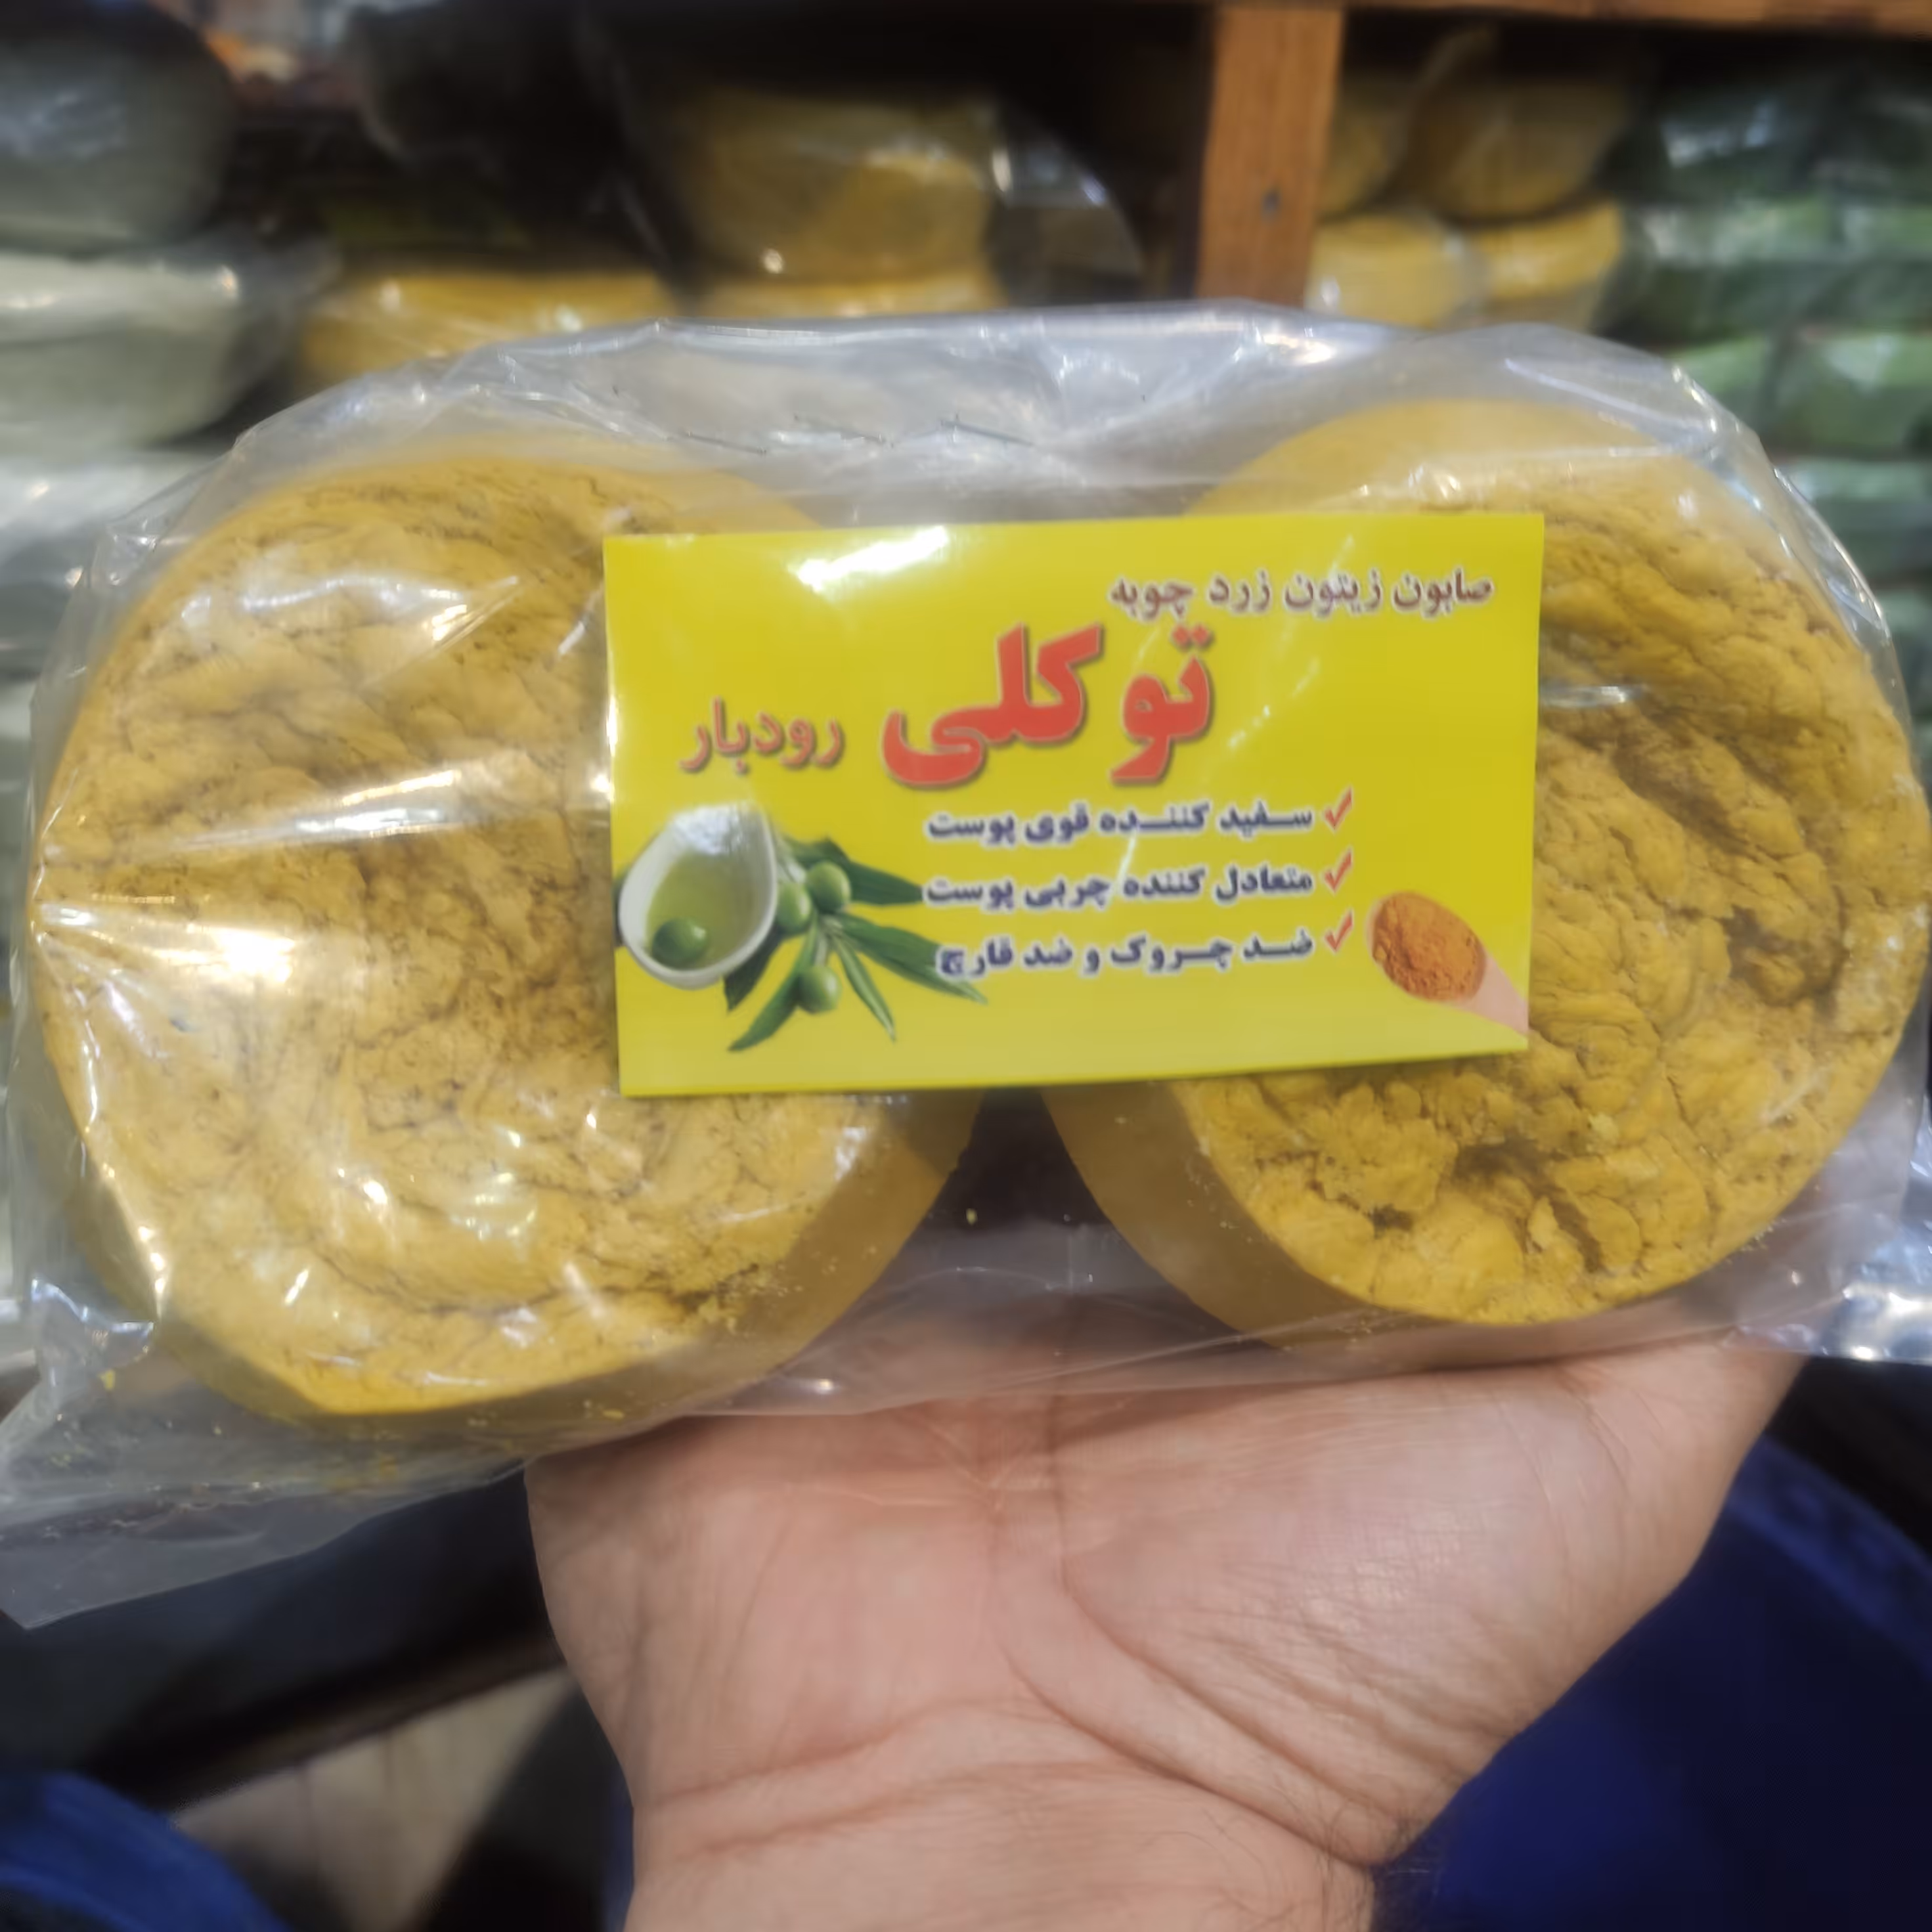 صابون زیتون زرد چوبه
توکلی رودبار
سفید کننده قوی پوست
متعادل کننده چربی پوست
ضد چروک و ضد قارچ